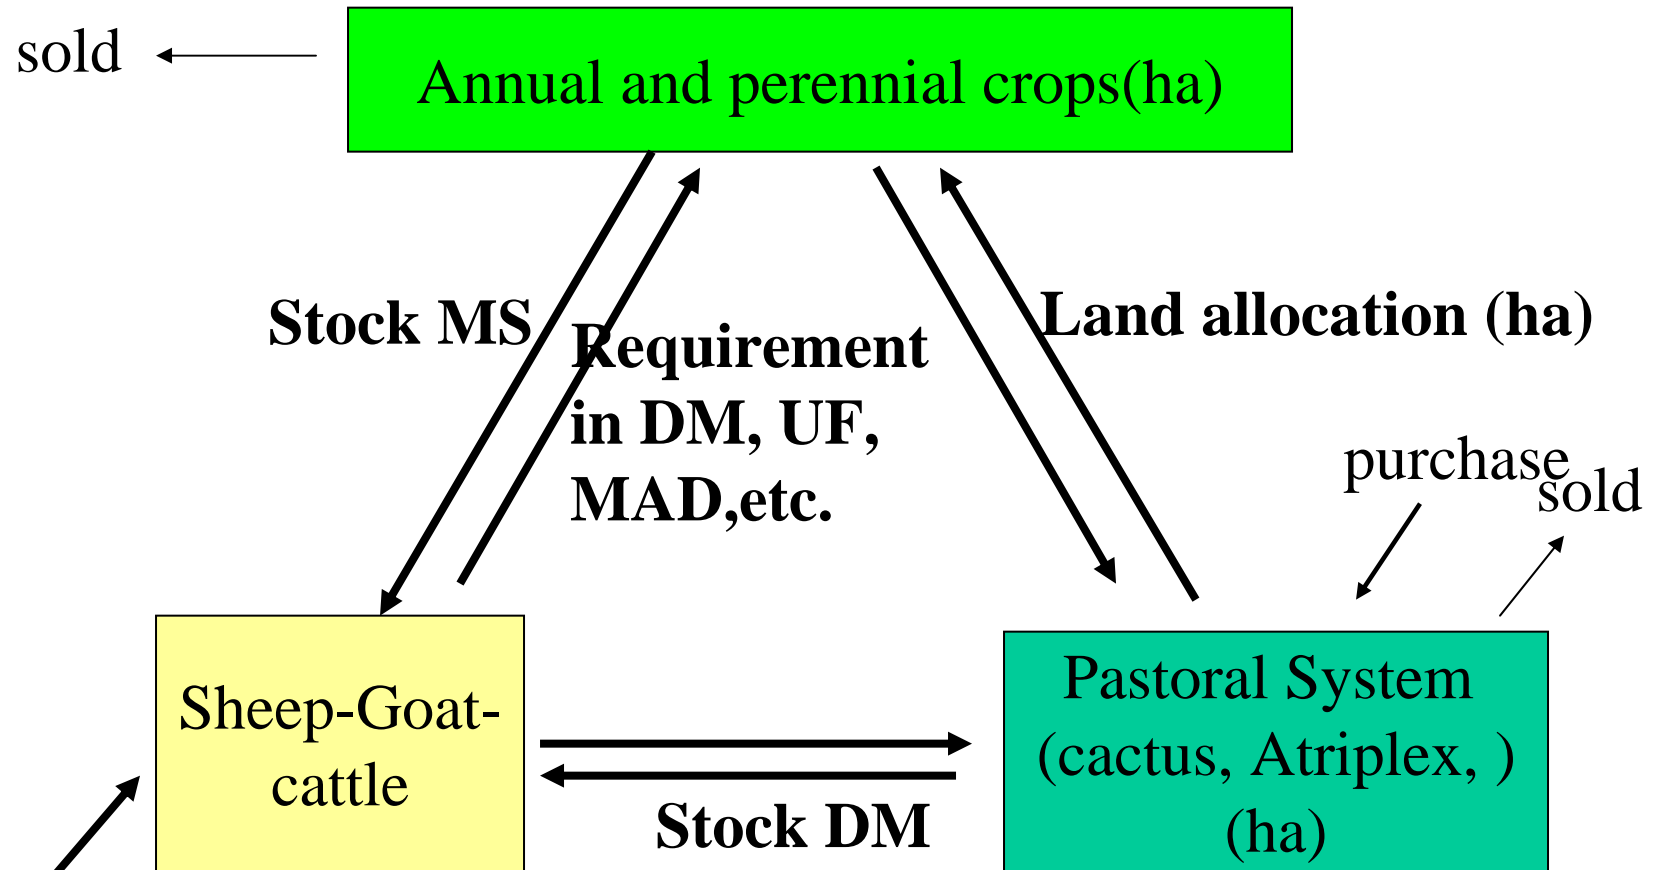 sold
Annual and perennial crops(ha)
Stock MS
Requirement
in DM, UF,
MAD,etc.
Land allocation (ha)
purchase
sold
Sheep-Goat-
cattle
Stock DM
Pastoral System
(cactus, Atriplex, )
(ha)